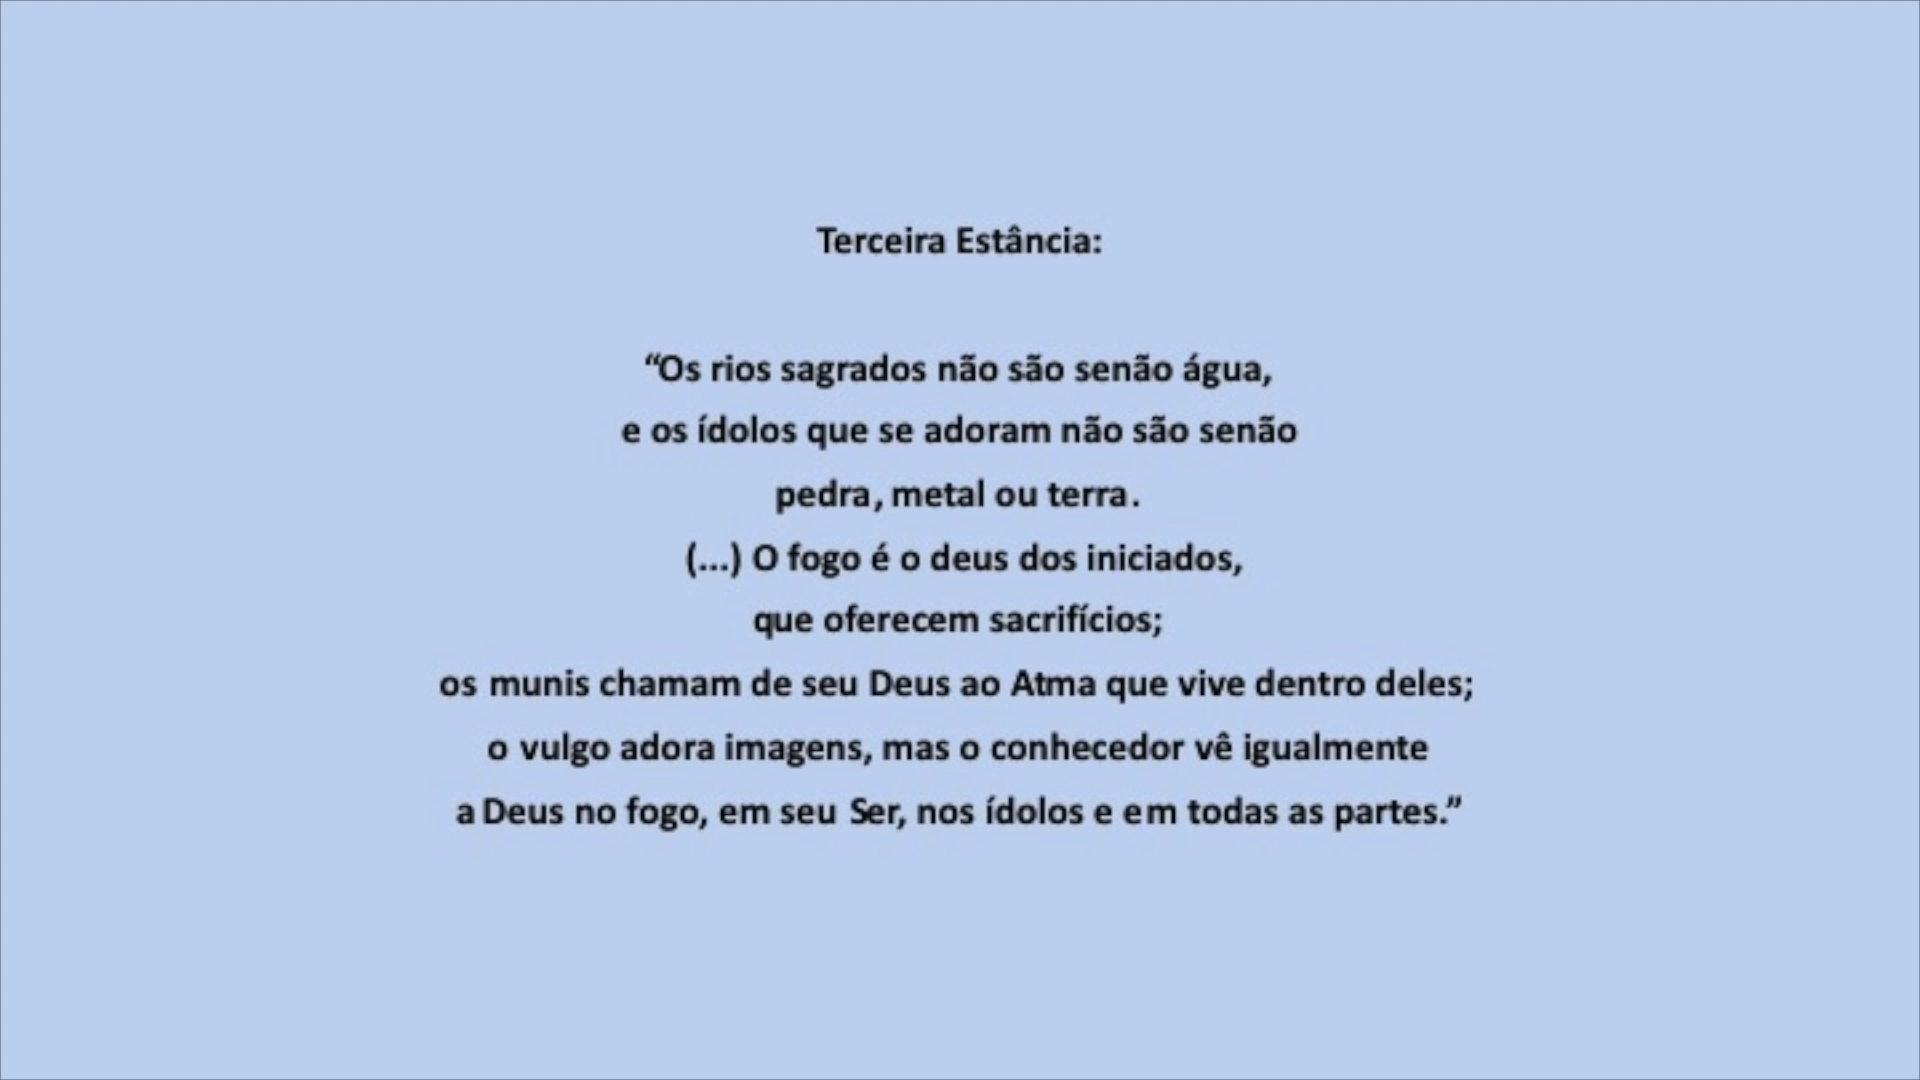 Terceira Estância:
“Os rios sagrados não são senão água,
e os ídolos que se adoram não são senão
pedra, metal ou terra.
(...) O fogo é o deus dos iniciados,
que oferecem sacrifícios;
os munis chamam de seu Deus ao Atma que vive dentro deles;
o vulgo adora imagens, mas o conhecedor vê igualmente
a Deus no fogo, em seu Ser, nos ídolos e em todas as partes.”